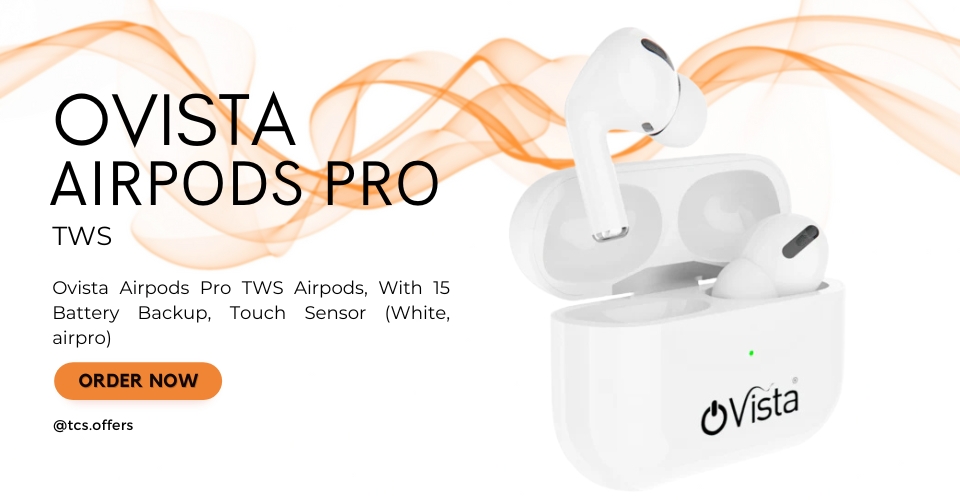 OVISTA
AIRPODS PRO
TWS
Ovista Airpods Pro TWS Airpods, With 15
Battery Backup, Touch Sensor (White,
airpro)
ORDER NOW
@tcs.offers
OVista®